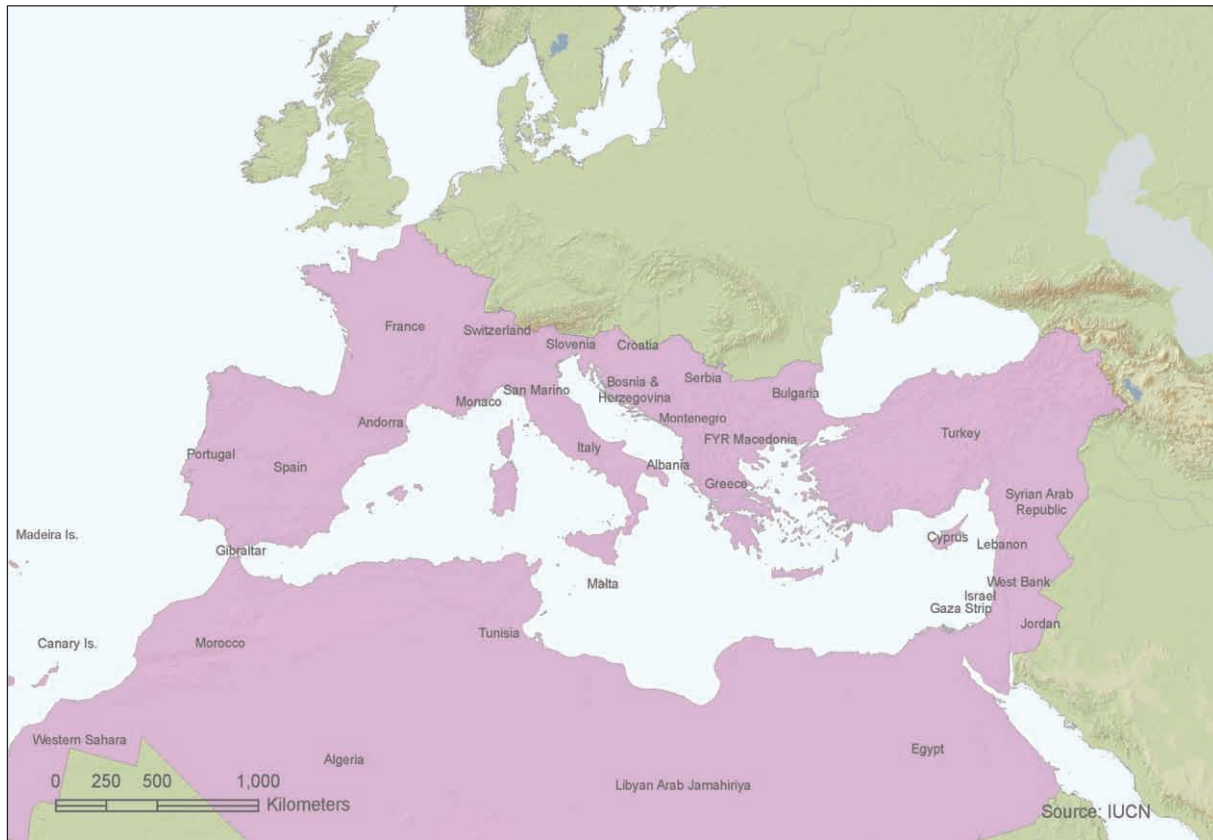 France
Switzerland
Slovenia
Croatia
San Marino
Bosnia &
Herzegovina
Serbia
Bulgaria
Monaco
Andorra
Montenegro
FYR Macedonia
Turkey
Portugal
Spain
Italy
Albania
Greece
Syrian Arab
Republic
Madeira Is.
Gibraltar
Cyprus
Lebanon
Malta
West Bank
Israel
Gaza Strip
Jordan
Canary Is.
Morocco
Tunisia
Western Sahara
Algeria
Egypt
Libyan Arab Jamahiriya
0 250 500 1,000
Kilometers
Source: IUCN